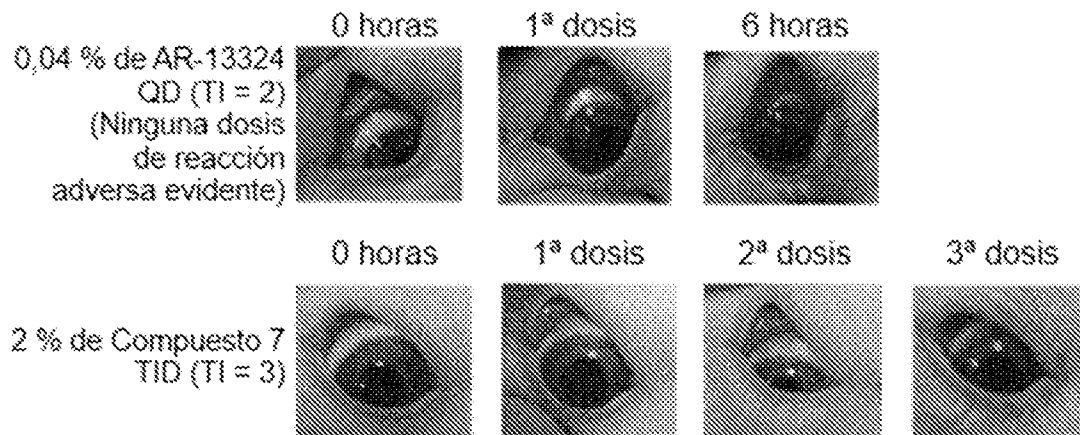 0 horas 1ª dosis 6 horas
0,04 % de AR-13324
QD (TI = 2)
(Ninguna dosis
de reacción
adversa evidente)
0 horas 1ª dosis 2ª dosis 3ª dosis
2 % de Compuesto 7
TID (TI = 3)